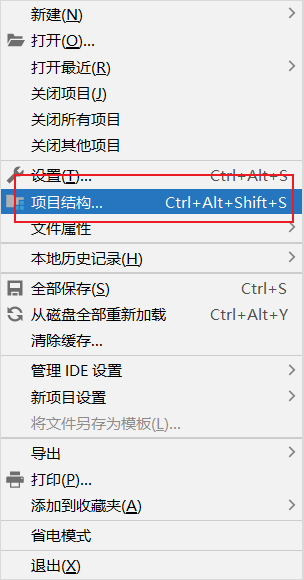 新建(N)
打开(O)...
打开最近(R)
关闭项目(J)
关闭所有项目
关闭其他项目
设置(T)... Ctrl+Alt+S
项目结构... Ctrl+Alt+Shift+S
文件属性
本地历史记录(H)
全部保存(S) Ctrl+S
从磁盘全部重新加载 Ctrl+Alt+Y
清除缓存...
管理 IDE 设置
新项目设置
将文件另存为模板(L)...
导出
打印(P)...
添加到收藏夹(A)
省电模式
退出(X)